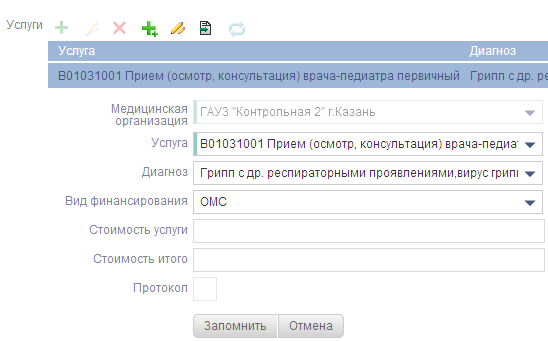 Услуги
Услуга Диагноз
B01031001 Прием (осмотр, консультация) врача-педиатра первичный Грипп с др. ре
Медицинская
организация
ГАУЗ "Контрольная 2" г.Казань
Услуга B01031001 Прием (осмотр, консультация) врача-педиат
Диагноз Грипп с др. респираторными проявлениями,вирус грипп
Вид финансирования ОМС
Стоимость услуги
Стоимость итого
Протокол
Запомнить Отмена